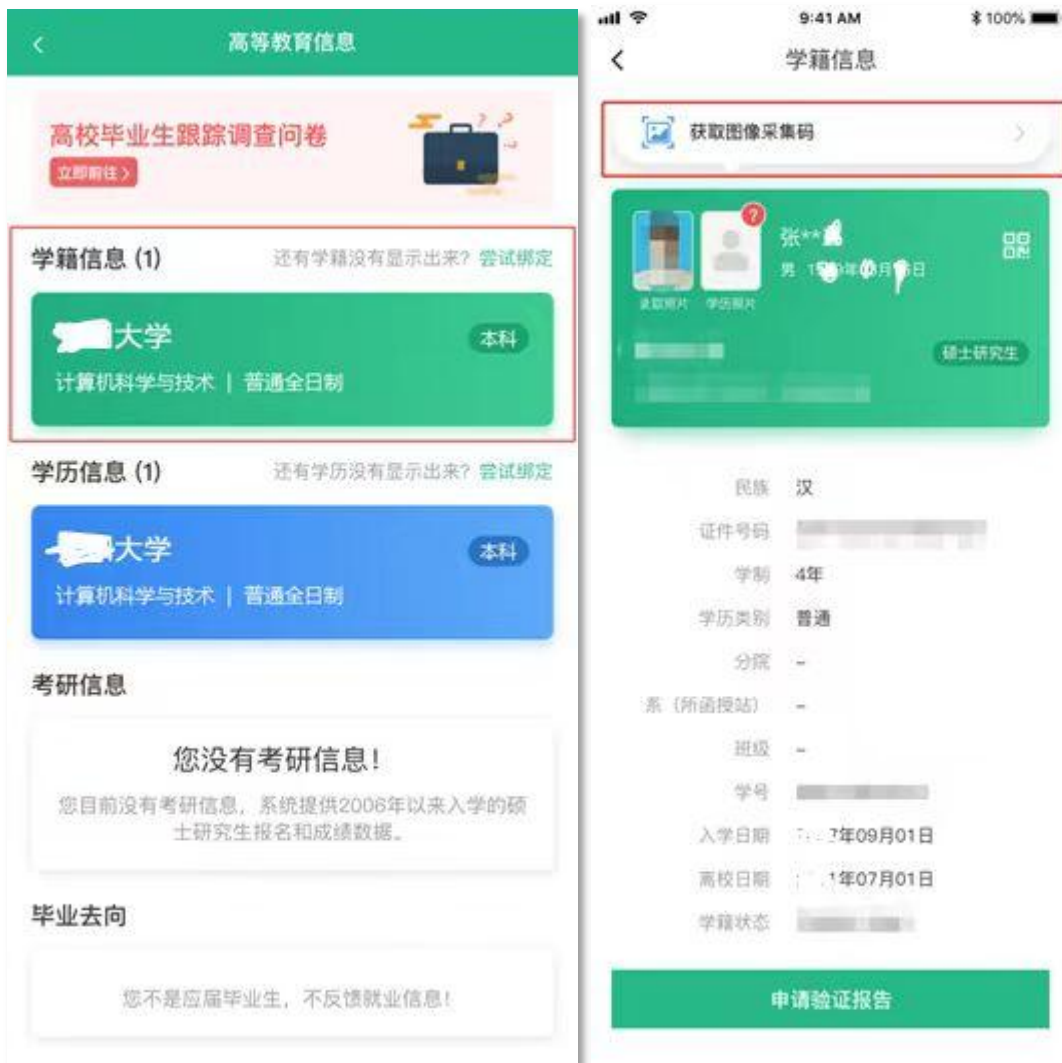 高等教育信息
高校毕业生跟踪调查问卷
立即前往 >
学籍信息 (1)
还有学籍没有显示出来? 尝试绑定
大学
本科
计算机科学与技术 | 普通全日制
学历信息 (1)
还有学历没有显示出来? 尝试绑定
大学
本科
计算机科学与技术 | 普通全日制
考研信息
您没有考研信息!
您目前没有考研信息, 系统提供2006年以来入学的硕
士研究生报名和成绩数据。
毕业去向
您不是应届毕业生, 不反馈就业信息!
9:41 AM
100%
学籍信息
获取图像采集码
?
张**
男
年
月
日
录取照片
学历照片
硕士研究生
民族 汉
证件号码
学制 4年
学历类别 普通
分院 -
系 (所函授站) -
班级 -
学号
入学日期 年09月01日
离校日期 1年07月01日
学籍状态
申请验证报告